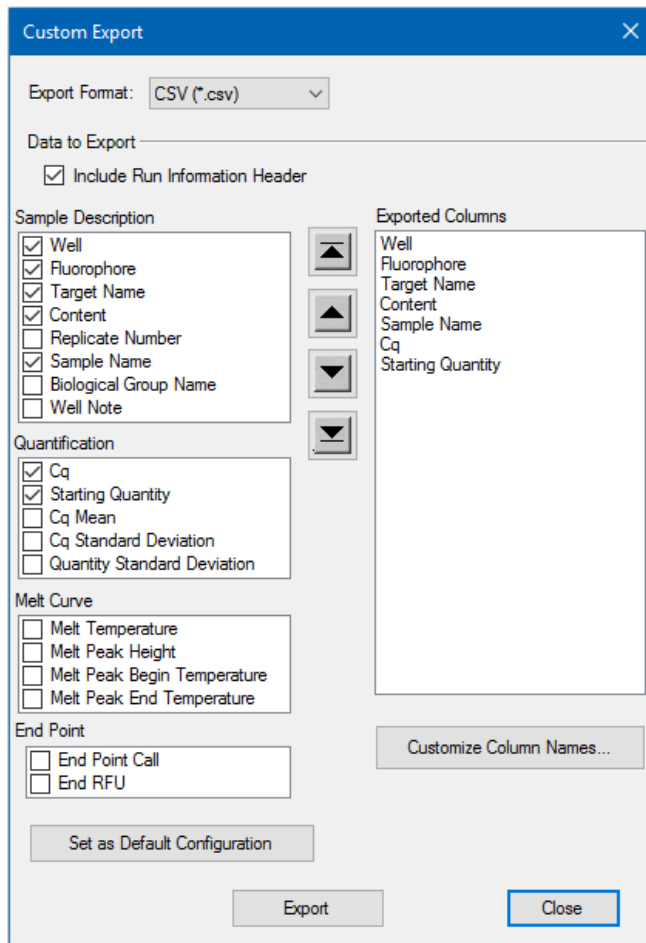 Custom Export
Export Format: CSV (*.csv)
Data to Export
Include Run Information Header
Sample Description
Well
Fluorophore
Target Name
Content
Replicate Number
Sample Name
Biological Group Name
Well Note
Quantification
Cq
Starting Quantity
Cq Mean
Cq Standard Deviation
Quantity Standard Deviation
Melt Curve
Melt Temperature
Melt Peak Height
Melt Peak Begin Temperature
Melt Peak End Temperature
End Point
End Point Call
End RFU
Exported Columns
Well
Fluorophore
Target Name
Content
Sample Name
Cq
Starting Quantity
Customize Column Names...
Set as Default Configuration
Export
Close